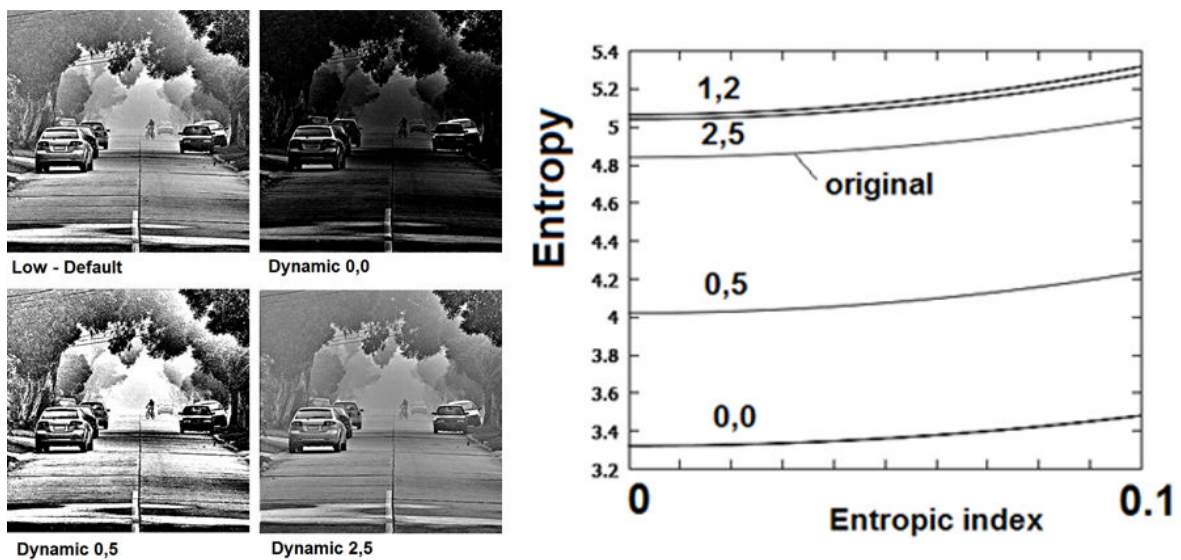 Low - Default
Dynamic 0,0
Dynamic 0,5
Dynamic 2,5
5.4
5.2
5
4.8
4.6
4.4
4.2
4
3.8
3.6
3.4
3.2
Entropy
1,2
2,5
original
0,5
0,0
0
0.1
Entropic index